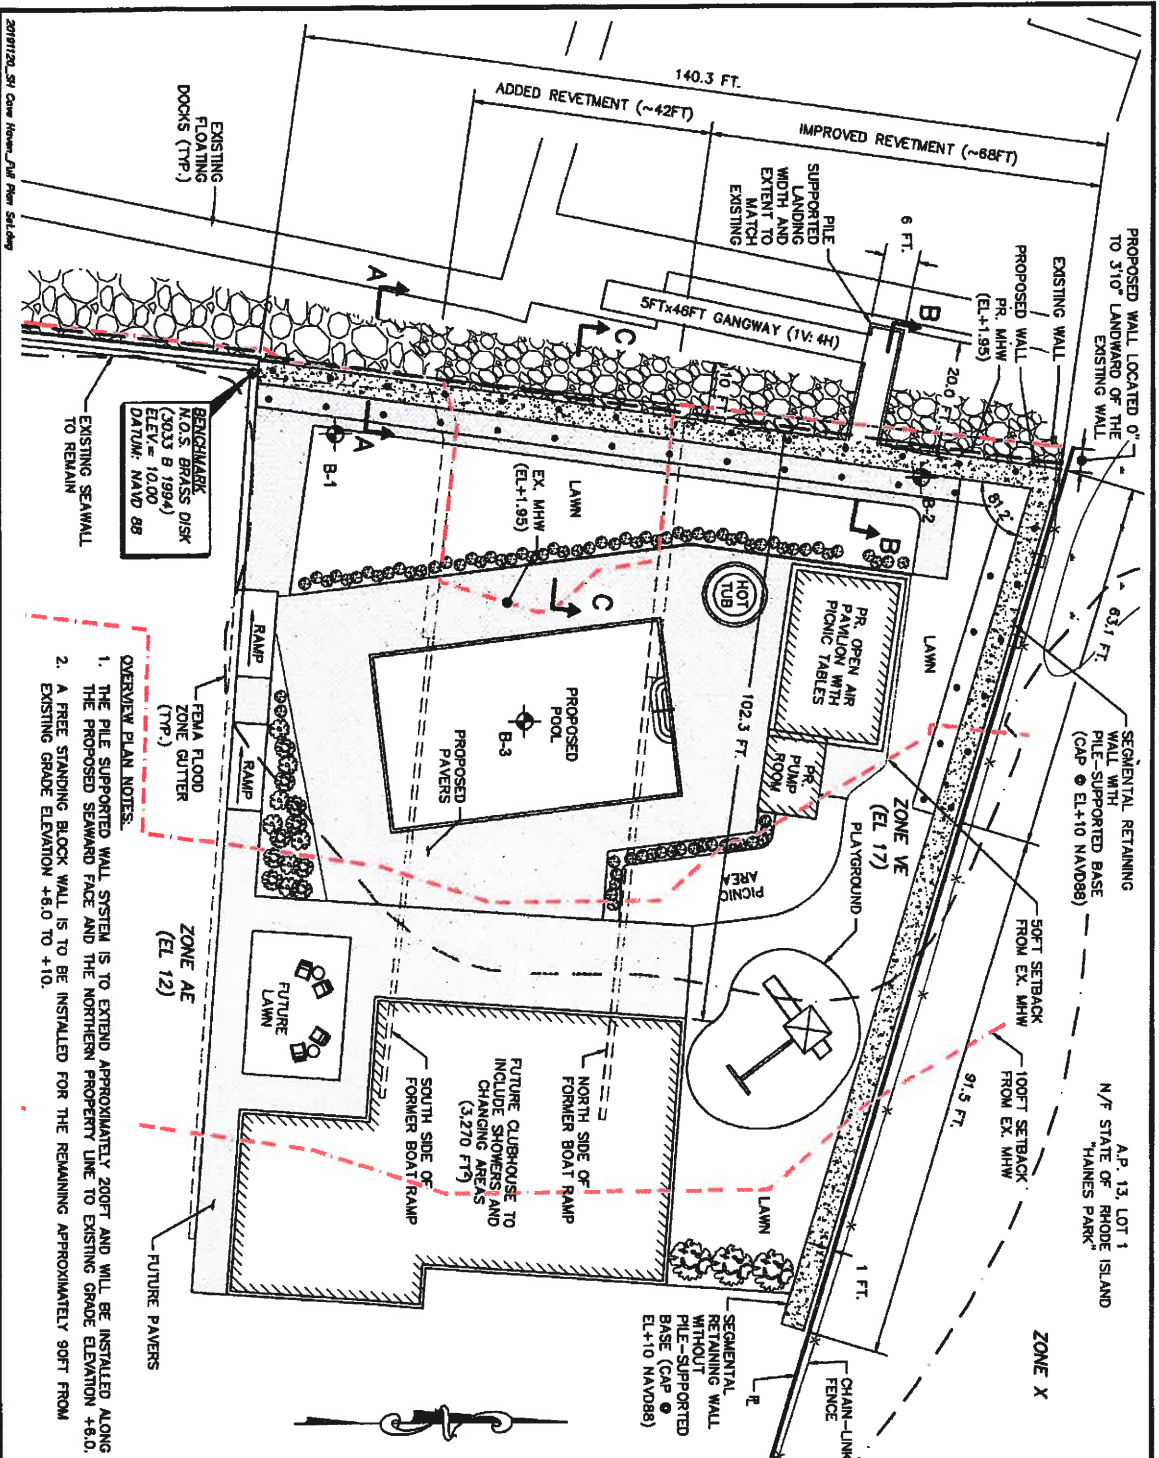 20191120_SH Cove Haven_Full Plan Set.dwg
140.3 FT.
ADDED REVETMENT (~42FT)
IMPROVED REVETMENT (~68FT)
PROPOSED WALL LOCATED 0"
TO 3'10" LANDWARD OF THE
EXISTING WALL
EXISTING WALL
PROPOSED WALL
PR. MHW
(EL+1.95)
6 FT.
PILE
SUPPORTED
LANDING
WIDTH AND
EXTENT TO
MATCH
EXISTING
EXISTING
FLOATING
DOCKS (TYP.)
5FTx46FT GANGWAY (1V: 4H)
20.0 FT.
10 FT.
A
A
B
B
C
C
B-1
B-2
B-3
81.2°
63.1 FT.
91.5 FT.
102.3 FT.
1 FT.
EXISTING SEAWALL
TO REMAIN
BENCHMARK
N.O.S. BRASS DISK
(3033 B 1994)
ELEV= 10.00
DATUM: NAVD 88
EX. MHW
(EL+1.95)
LAWN
LAWN
LAWN
HOT
TUB
PR. OPEN AIR
PAVILION WITH
PICNIC TABLES
PR.
PUMP
ROOM
PROPOSED
POOL
PROPOSED
PAVERS
RAMP
RAMP
FEMA FLOOD
ZONE GUTTER
(TYP.)
ZONE VE
(EL 17)
PLAYGROUND
PICNIC
AREA
ZONE AE
(EL 12)
FUTURE
LAWN
SEGMENTAL RETAINING
WALL WITH
PILE-SUPPORTED BASE
(CAP @ EL+10 NAVD88)
50FT SETBACK
FROM EX. MHW
100FT SETBACK
FROM EX. MHW
A.P. 13, LOT 1
N/F STATE OF RHODE ISLAND
"HAINES PARK"
ZONE X
NORTH SIDE OF
FORMER BOAT RAMP
FUTURE CLUBHOUSE TO
INCLUDE SHOWERS AND
CHANGING AREAS
(3,270 FT²)
SOUTH SIDE OF
FORMER BOAT RAMP
FUTURE PAVERS
SEGMENTAL
RETAINING WALL
WITHOUT
PILE-SUPPORTED
BASE (CAP @
EL+10 NAVD88)
PL
CHAIN-LINK
FENCE
OVERVIEW PLAN NOTES:
1. THE PILE SUPPORTED WALL SYSTEM IS TO EXTEND APPROXIMATELY 200FT AND WILL BE INSTALLED ALONG
THE PROPOSED SEAWARD FACE AND THE NORTHERN PROPERTY LINE TO EXISTING GRADE ELEVATION +6.0.
2. A FREE STANDING BLOCK WALL IS TO BE INSTALLED FOR THE REMAINING APPROXIMATELY 90FT FROM
EXISTING GRADE ELEVATION +6.0 TO +10.